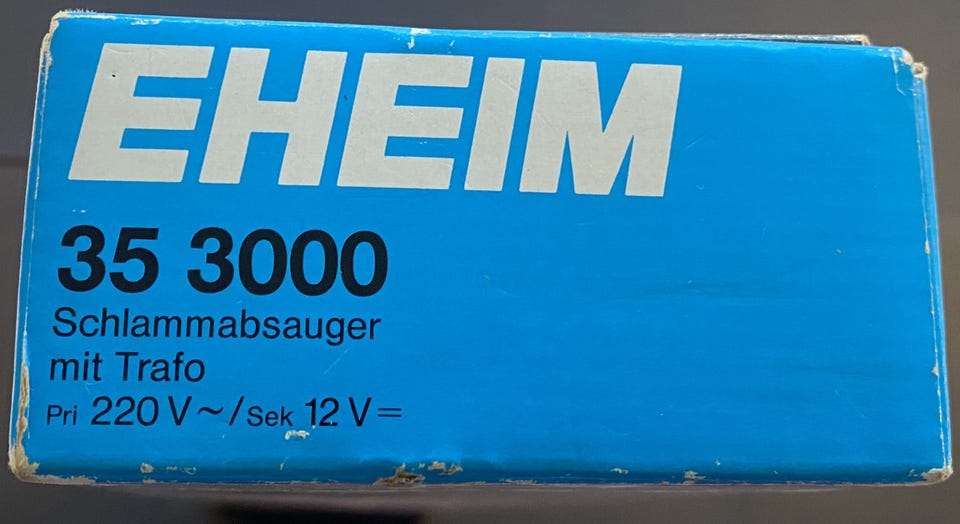 EHEIM
35 3000
Schlammabsauger
mit Trafo
Pri 220 V~/Sek 12 V=